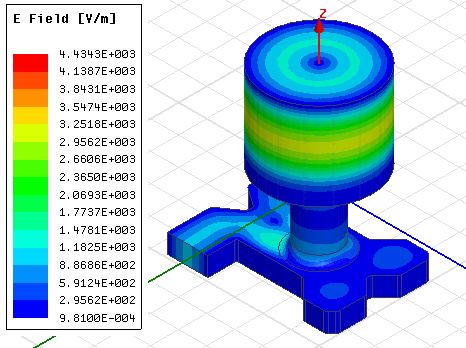 E Field [V/m]
4.4343E+003
4.1387E+003
3.8431E+003
3.5474E+003
3.2518E+003
2.9562E+003
2.6606E+003
2.3650E+003
2.0693E+003
1.7737E+003
1.4781E+003
1.1825E+003
8.8686E+002
5.9124E+002
2.9562E+002
9.8100E-004
Z